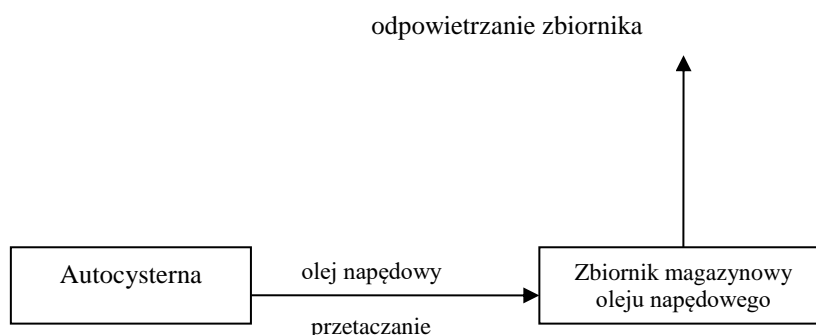 odpowietrzanie zbiornika
Autocysterna
olej napędowy
przetaczanie
Zbiornik magazynowy
oleju napędowego